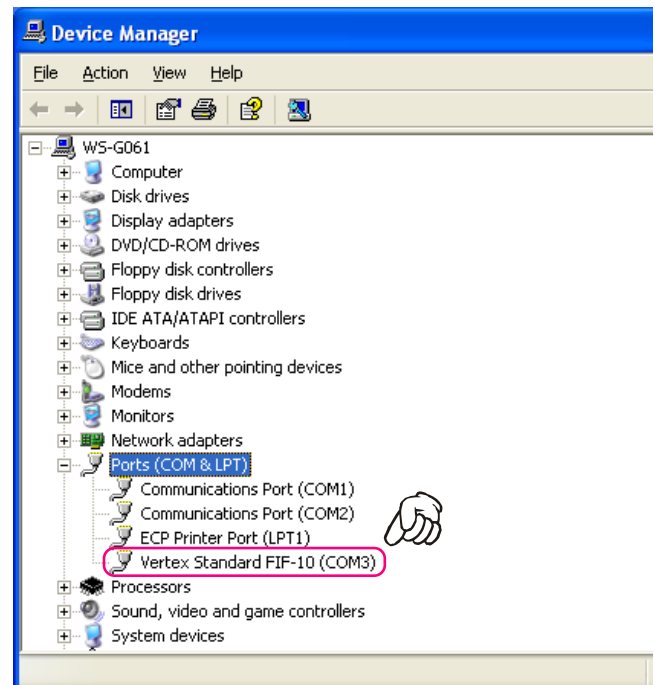 Device Manager
File Action View Help
WS-G061
Computer
Disk drives
Display adapters
DVD/CD-ROM drives
Floppy disk controllers
Floppy disk drives
IDE ATA/ATAPI controllers
Keyboards
Mice and other pointing devices
Modems
Monitors
Network adapters
Ports (COM & LPT)
Communications Port (COM1)
Communications Port (COM2)
ECP Printer Port (LPT1)
Vertex Standard FIF-10 (COM3)
Processors
Sound, video and game controllers
System devices